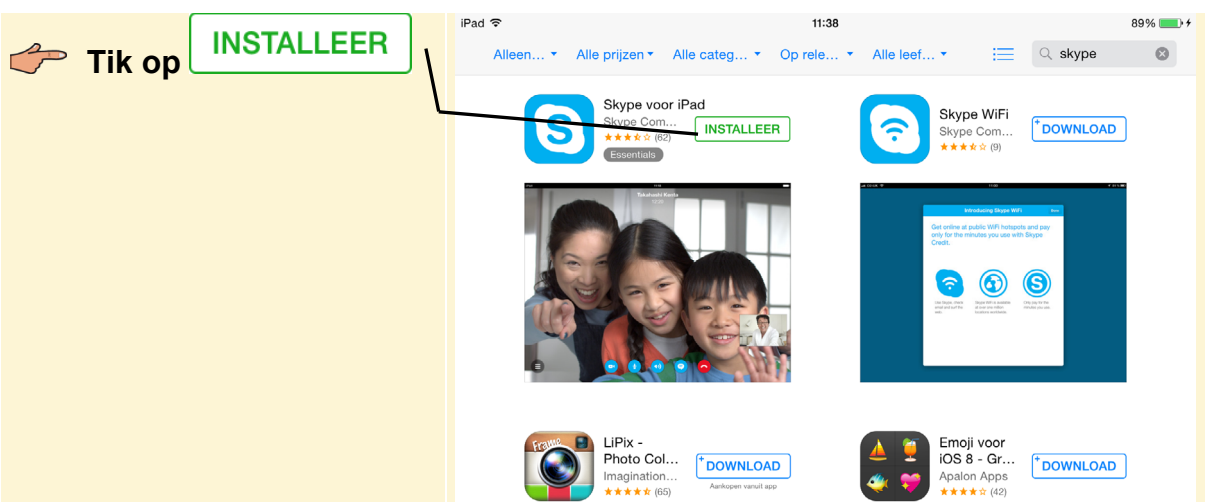 Tik op INSTALLEER
iPad 11:38 89%
Alleen… Alle prijzen Alle categ… Op rele… Alle leef… skype
Skype voor iPad
Skype Com…
(62)
INSTALLEER
Essentials
Skype WiFi
Skype Com…
(9)
+DOWNLOAD
Introducing Skype WiFi
Get online at public WiFi hotspots and pay
only for the minutes you use with Skype
Credit.
LiPix -
Photo Col…
Imagination…
(65)
+DOWNLOAD
Aankopen vanuit app
Frame
Emoji voor
iOS 8 - Gr…
Apalon Apps
(42)
+DOWNLOAD